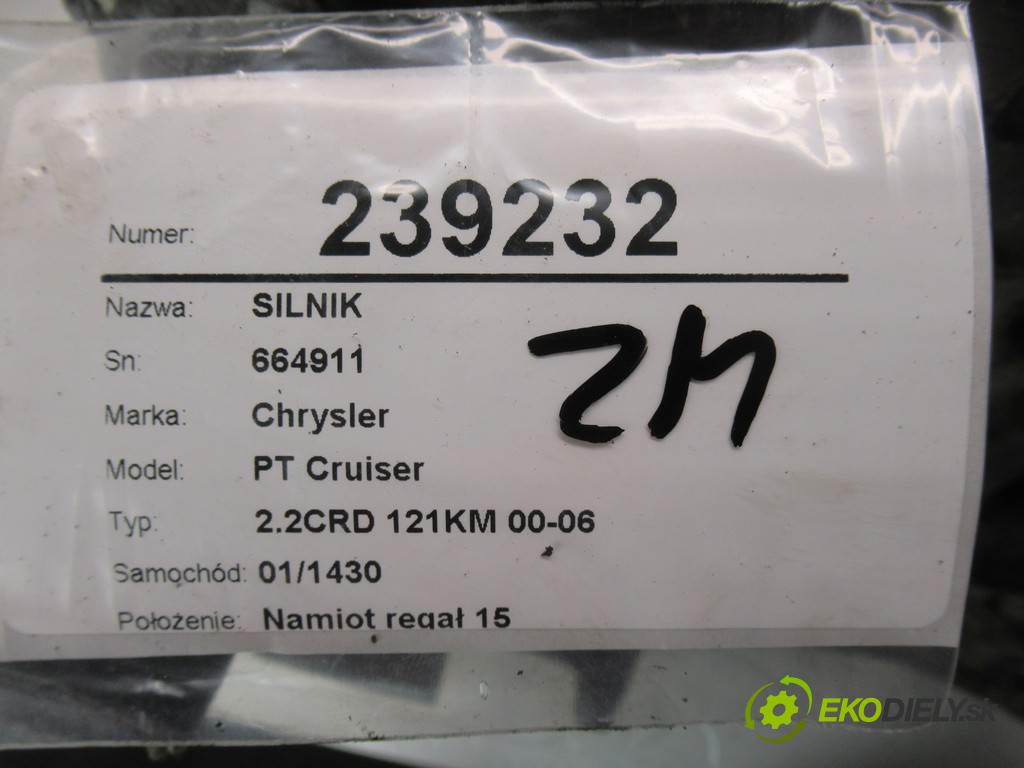 Numer: 239232
Nazwa: SILNIK
Sn: 664911
Marka: Chrysler
Model: PT Cruiser
Typ: 2.2CRD 121KM 00-06
Samochód: 01/1430
Położenie: Namiot regał 15
ZM
EKODIELY.sk